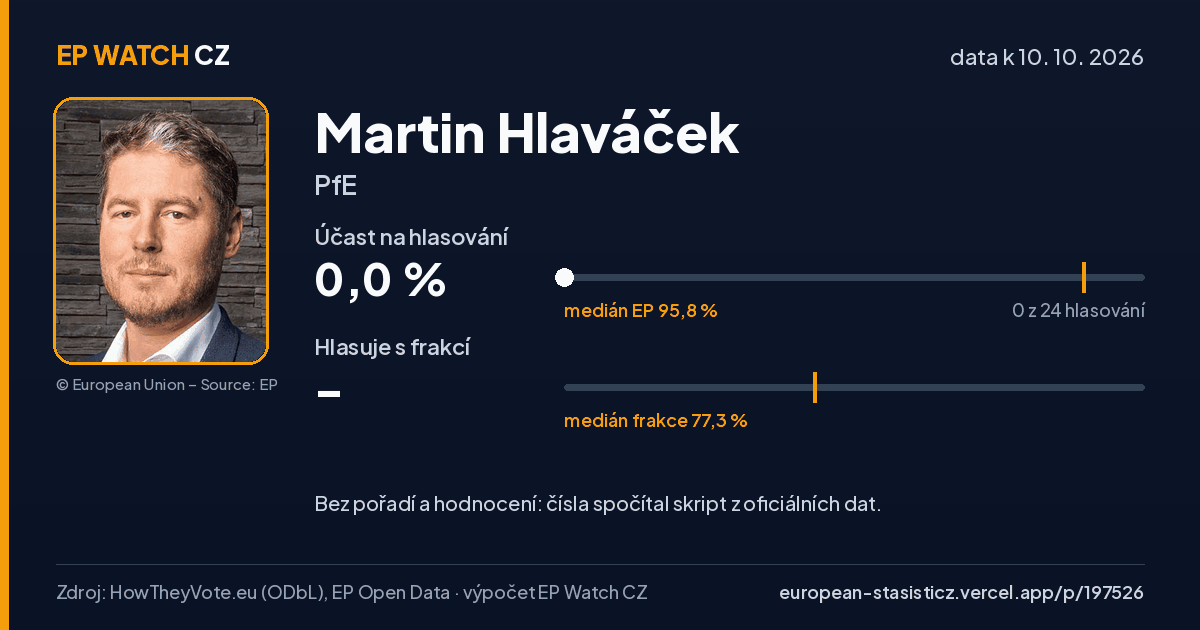 EP WATCH CZ
data k 10. 10. 2026
Martin Hlaváček
PfE
Účast na hlasování
0,0 %
medián EP 95,8 %
0 z 24 hlasování
Hlasuje s frakcí
–
medián frakce 77,3 %
© European Union – Source: EP
Bez pořadí a hodnocení: čísla spočítal skript z oficiálních dat.
Zdroj: HowTheyVote.eu (ODbL), EP Open Data · výpočet EP Watch CZ
european-stasisticz.vercel.app/p/197526